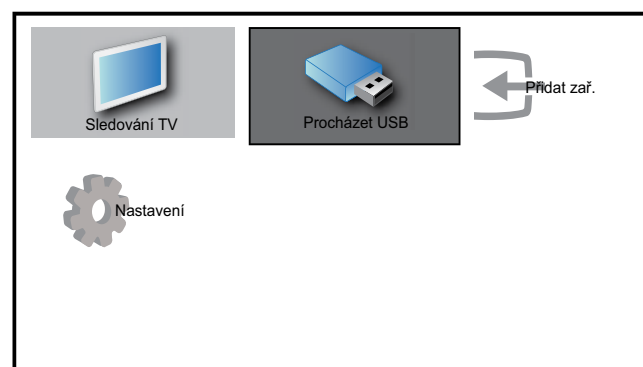 Sledování TV
Procházet USB
Přidat zař.
Nastavení